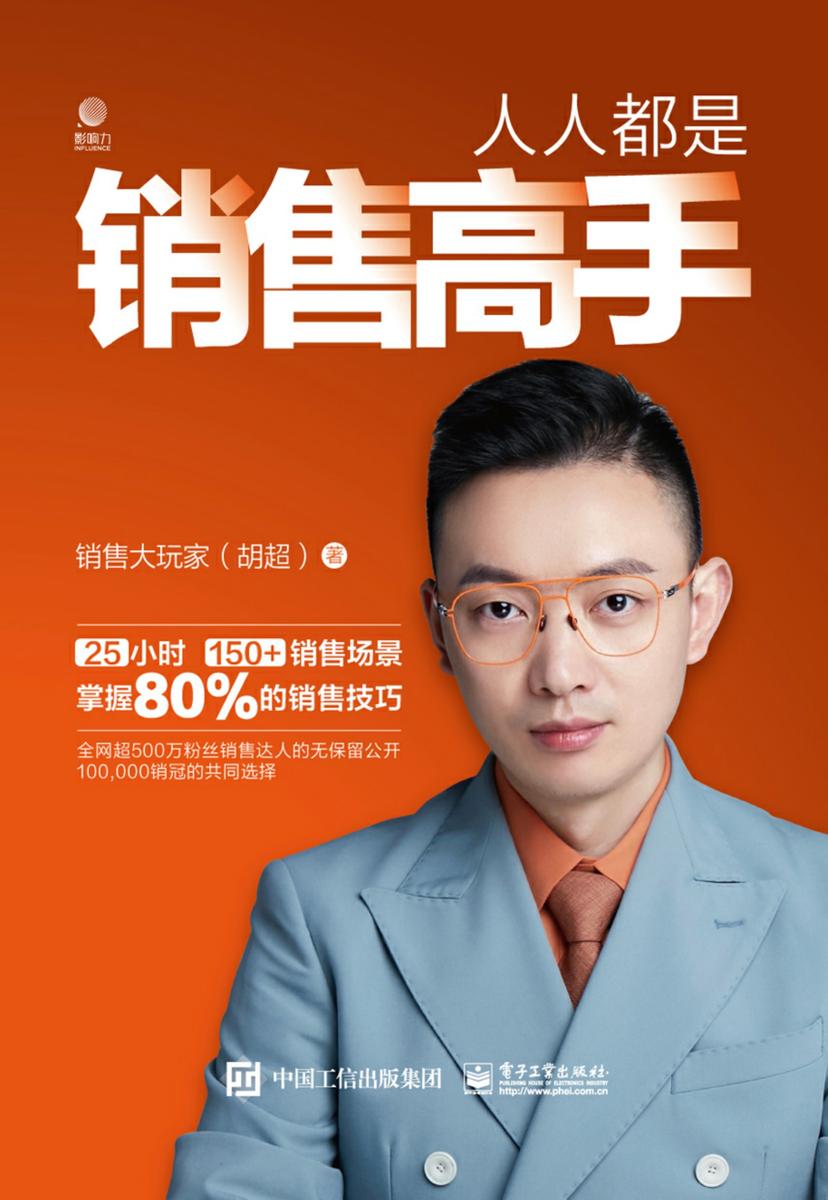 影响力
INFLUENCE
人人都是
销售高手
销售大玩家（胡超）著
25小时 150+销售场景
掌握80%的销售技巧
全网超500万粉丝销售达人的无保留公开
100,000销冠的共同选择
中国工信出版集团
電子工業出版社·
PUBLISHING HOUSE OF ELECTRONICS INDUSTRY
http://www.phei.com.cn